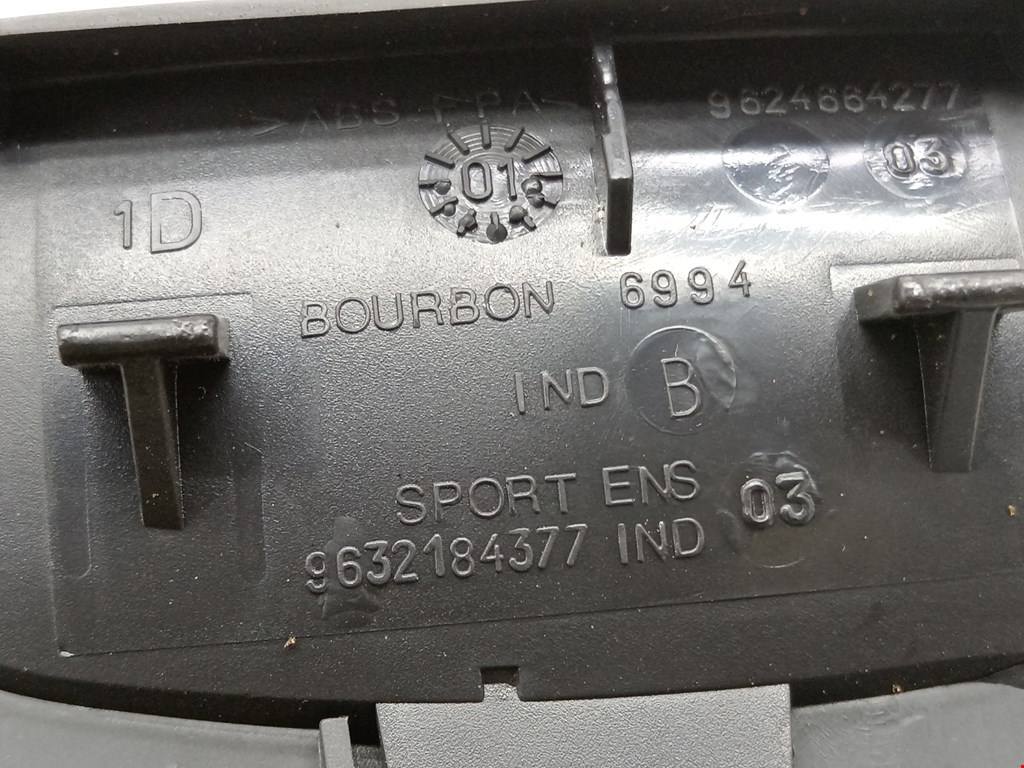 >ABS PPA<
9624664277
03
01
1D
BOURBON 6994
IND B
SPORT ENS 03
9632184377 IND